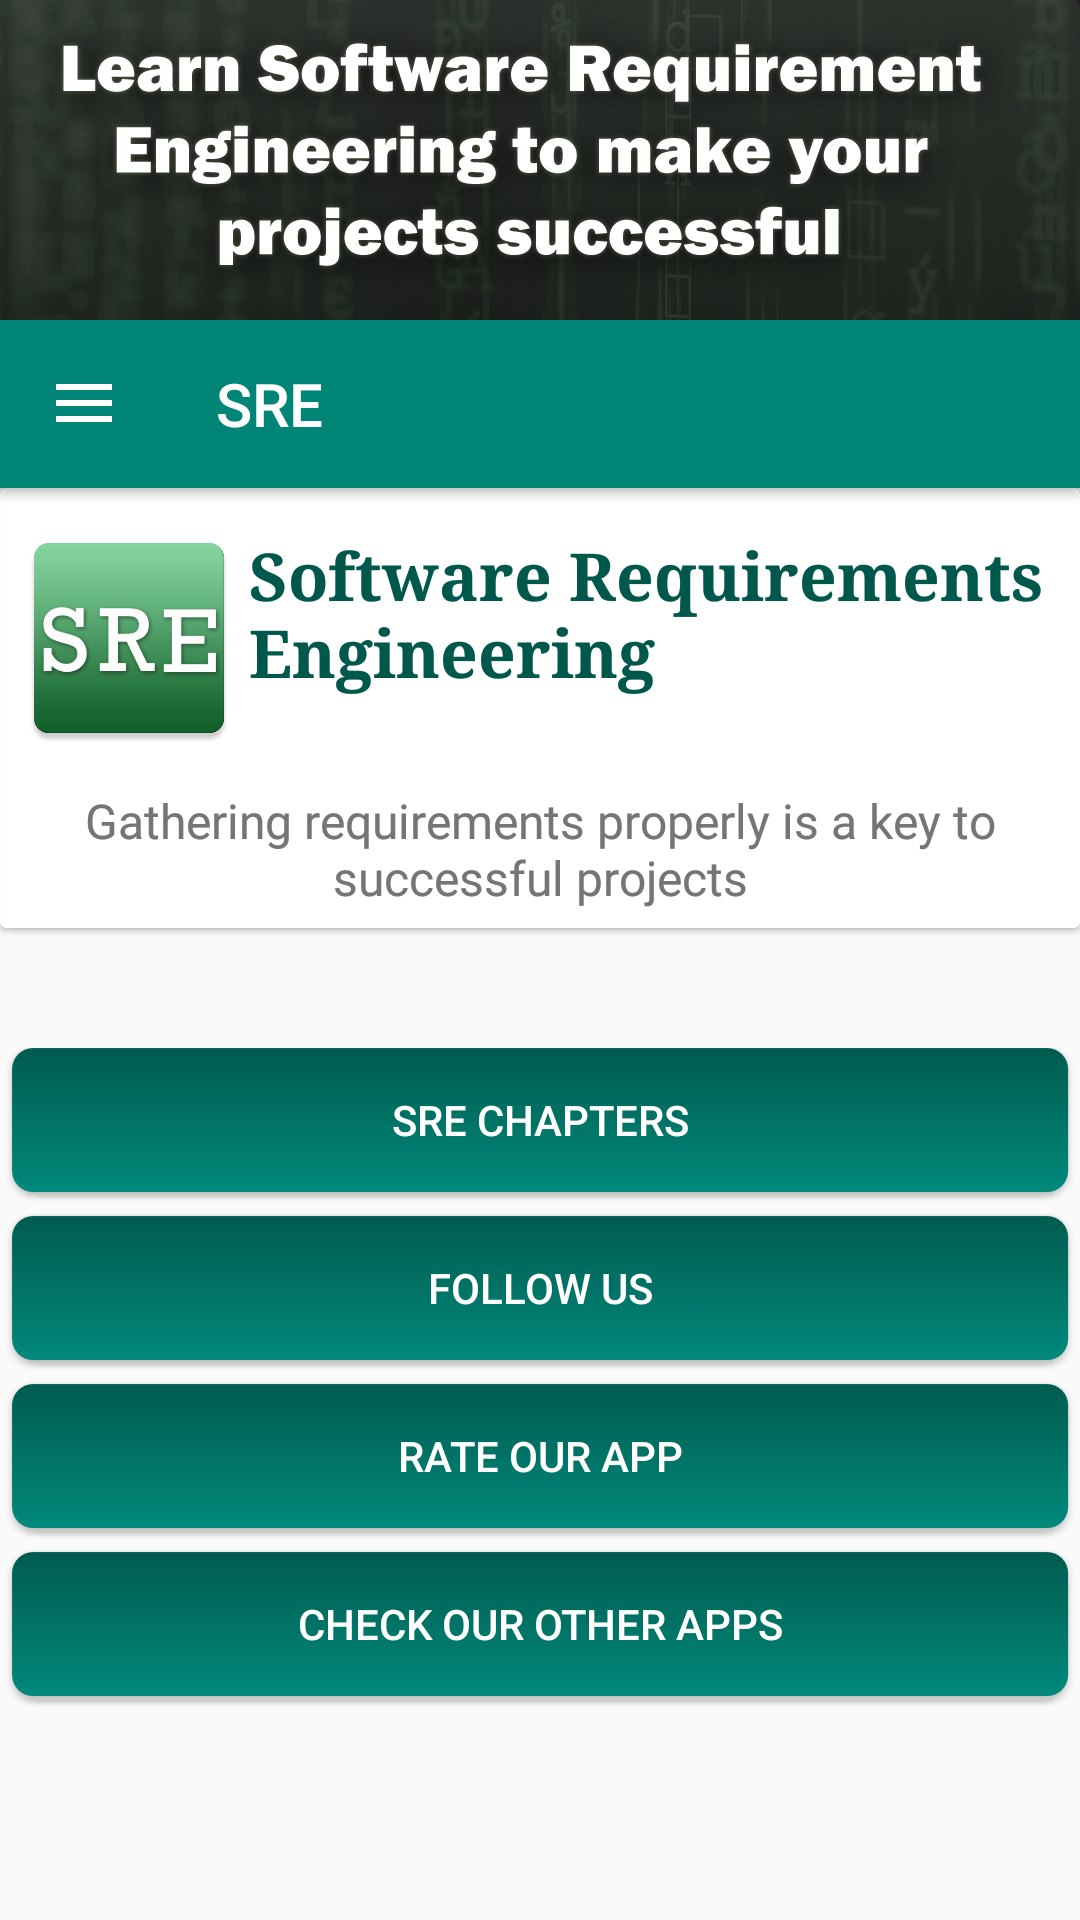 Learn Software Requirement
Engineering to make your
projects successful
SRE
SRE
Software Requirements
Engineering
Gathering requirements properly is a key to
successful projects
SRE CHAPTERS
FOLLOW US
RATE OUR APP
CHECK OUR OTHER APPS